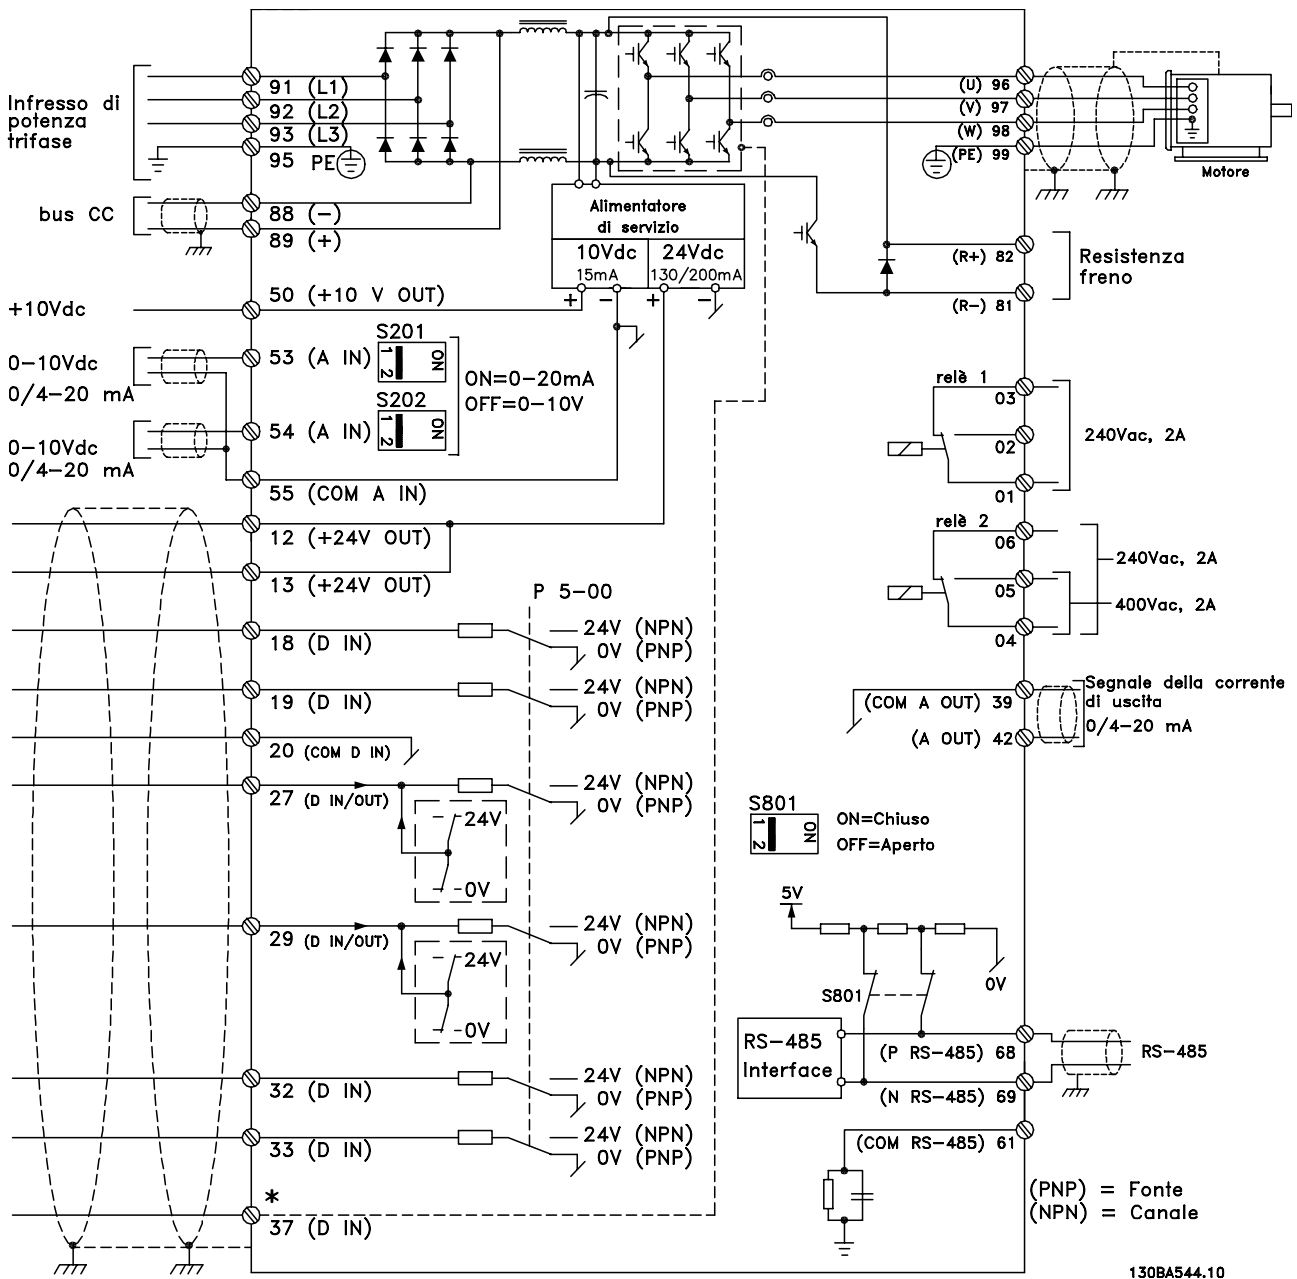 Infresso di
potenza
trifase
91 (L1)
92 (L2)
93 (L3)
95 PE
bus CC
88 (−)
89 (+)
+10Vdc
50 (+10 V OUT)
0−10Vdc
0/4−20 mA
53 (A IN)
S201
1 2
ON
0−10Vdc
0/4−20 mA
54 (A IN)
S202
1 2
ON
ON=0−20mA
OFF=0−10V
55 (COM A IN)
12 (+24V OUT)
13 (+24V OUT)
P 5-00
18 (D IN)
24V (NPN)
0V (PNP)
19 (D IN)
24V (NPN)
0V (PNP)
20 (COM D IN)
27 (D IN/OUT)
24V (NPN)
0V (PNP)
24V
0V
29 (D IN/OUT)
24V (NPN)
0V (PNP)
24V
0V
32 (D IN)
24V (NPN)
0V (PNP)
33 (D IN)
24V (NPN)
0V (PNP)
*
37 (D IN)
Alimentatore
di servizio
10Vdc
15mA
24Vdc
130/200mA
+ − + −
(U) 96
(V) 97
(W) 98
(PE) 99
Motore
(R+) 82
(R−) 81
Resistenza
freno
relè 1
03
02
01
240Vac, 2A
relè 2
06
05
04
240Vac, 2A
400Vac, 2A
(COM A OUT) 39
(A OUT) 42
Segnale della corrente
di uscita
0/4−20 mA
S801
1 2
ON
ON=Chiuso
OFF=Aperto
5V
0V
S801
RS−485
Interface
(P RS−485) 68
(N RS−485) 69
(COM RS−485) 61
RS−485
(PNP) = Fonte
(NPN) = Canale
130BA544.10